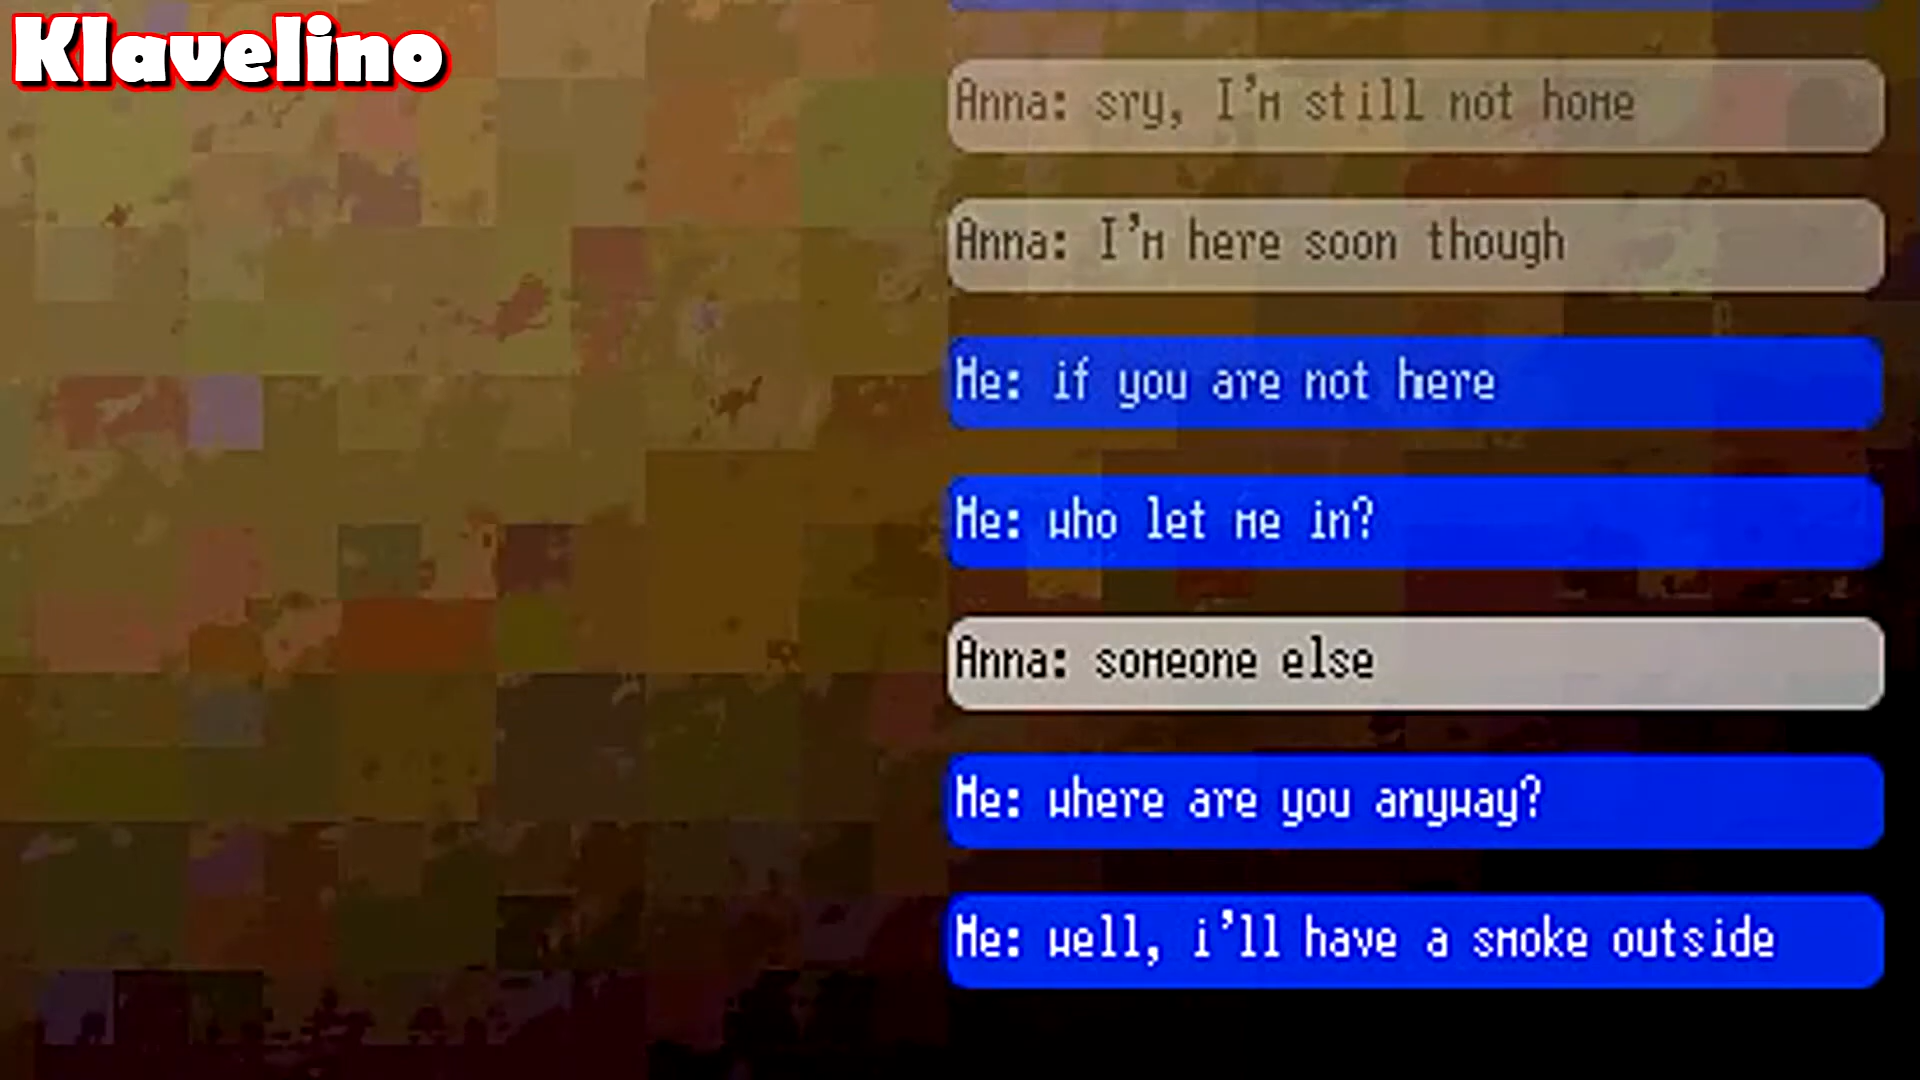 Klavelino
Anna: sry, I'm still not home
Anna: I'm here soon though
Me: if you are not here
Me: who let me in?
Anna: someone else
Me: where are you anyway?
Me: well, i'll have a smoke outside